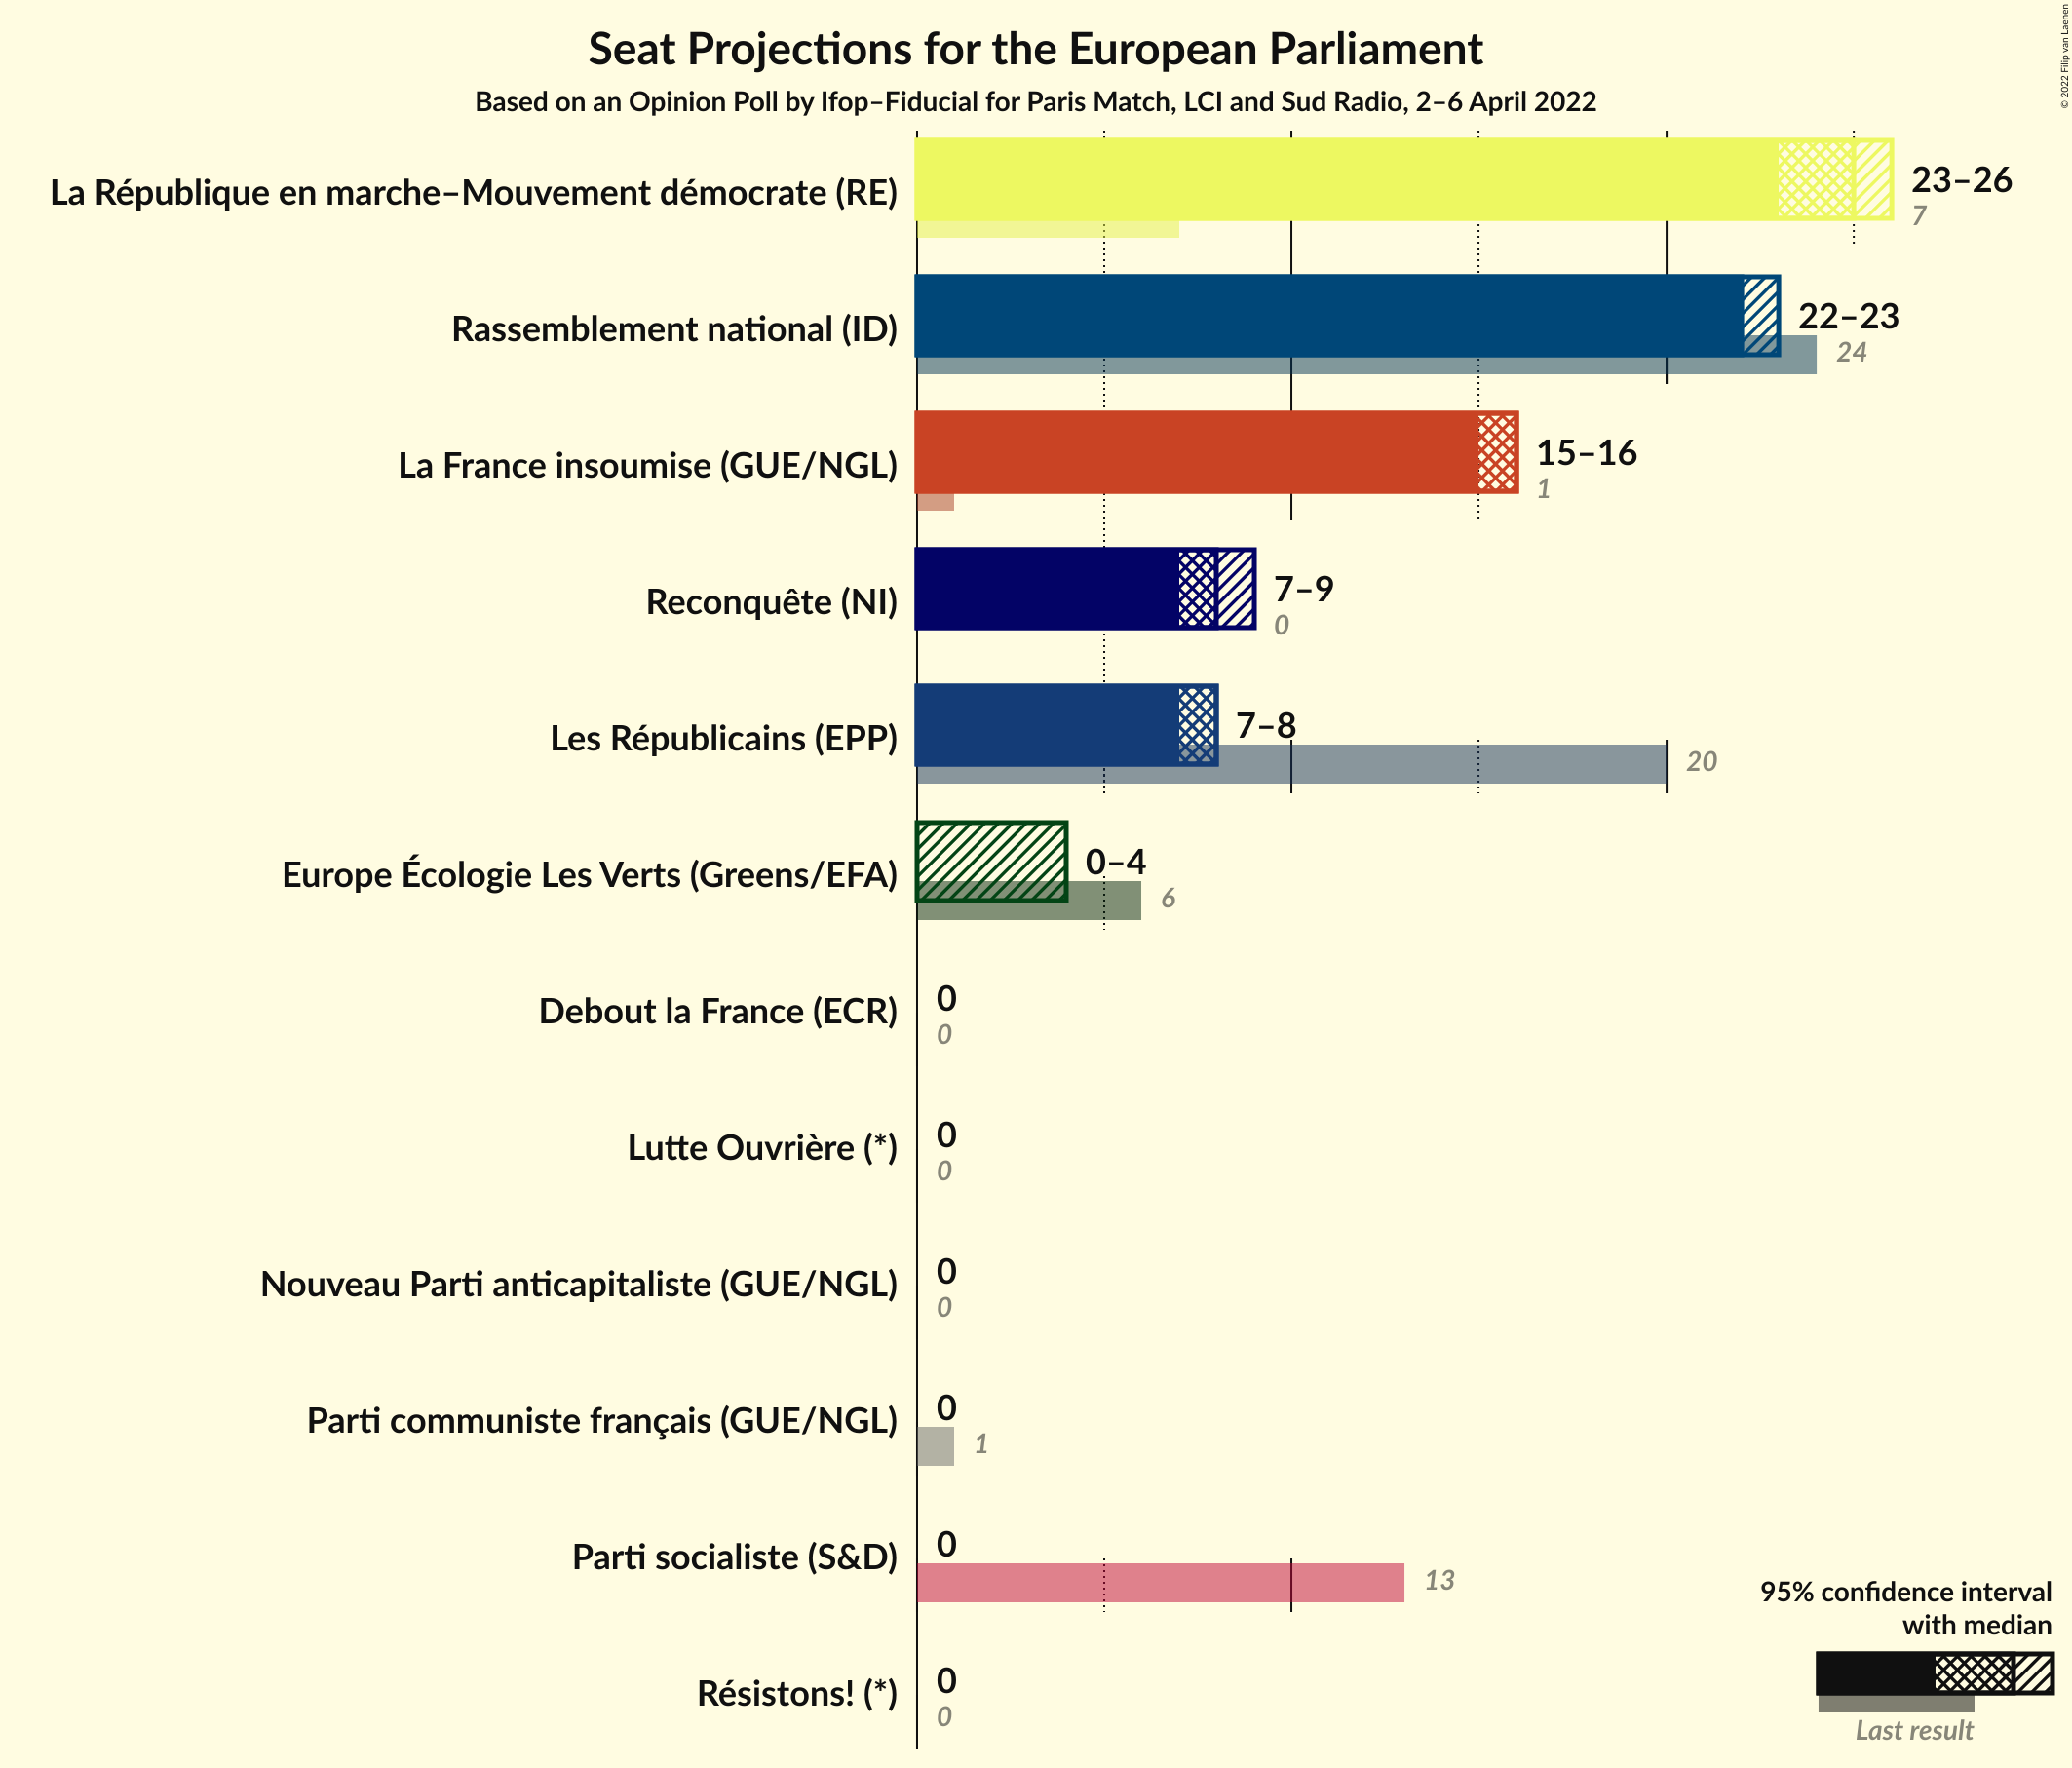 Seat Projections for the European Parliament
Based on an Opinion Poll by Ifop–Fiducial for Paris Match, LCI and Sud Radio, 2–6 April 2022
© 2022 Filip van Laenen
La République en marche–Mouvement démocrate (RE)
23–26
7
Rassemblement national (ID)
22–23
24
La France insoumise (GUE/NGL)
15–16
1
Reconquête (NI)
7–9
0
Les Républicains (EPP)
7–8
20
Europe Écologie Les Verts (Greens/EFA)
0–4
6
Debout la France (ECR)
0
0
Lutte Ouvrière (*)
0
0
Nouveau Parti anticapitaliste (GUE/NGL)
0
0
Parti communiste français (GUE/NGL)
0
1
Parti socialiste (S&D)
0
13
Résistons! (*)
0
0
95% confidence interval
with median
Last result